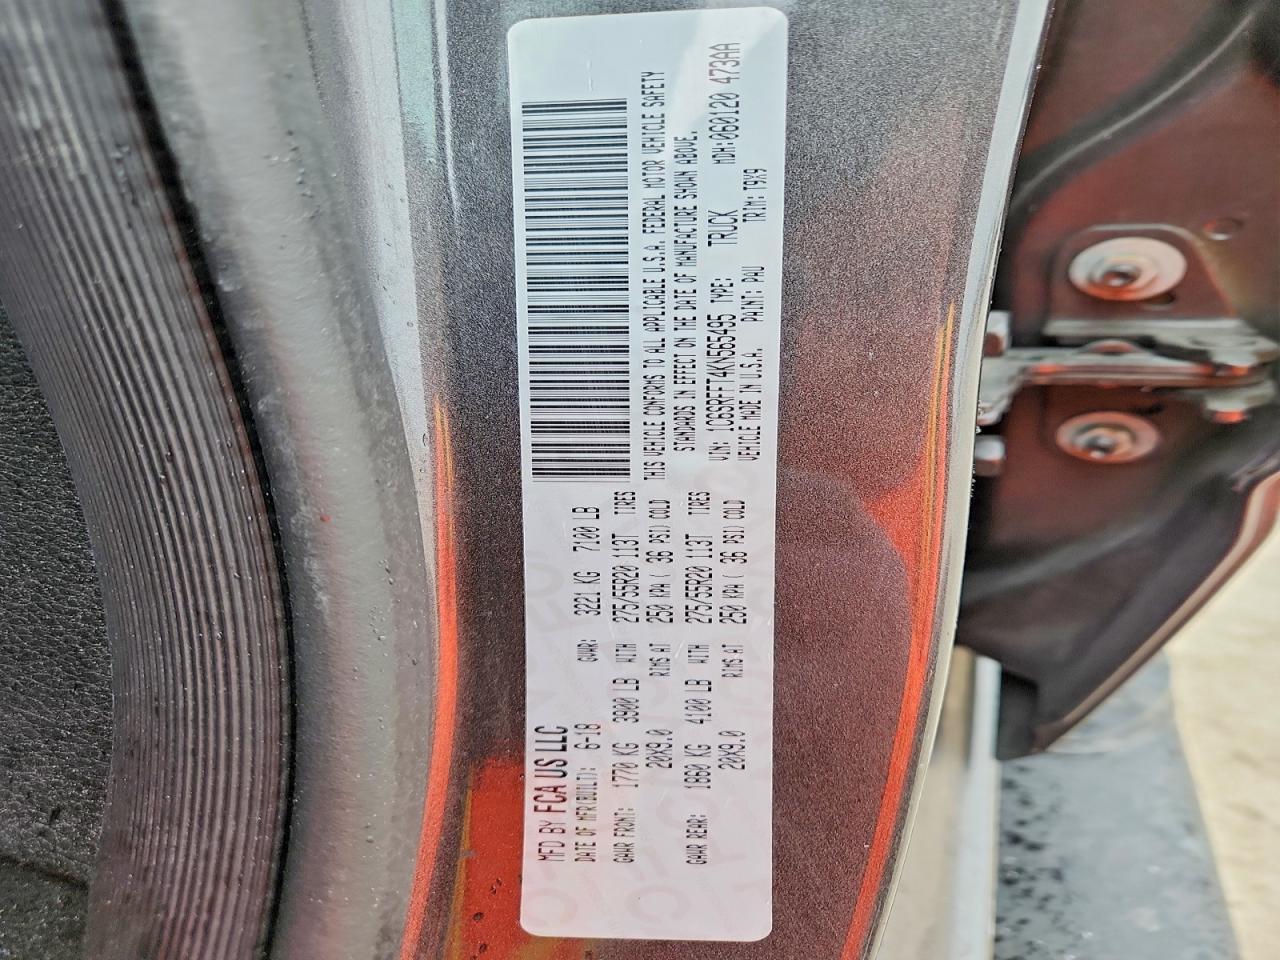 MFD BY FCA US LLC
DATE OF MFR(BUILT): 6-18 GVWR: 3221 KG 7100 LB
GAWR FRONT: 1770 KG 3900 LB WITH 275/55R20 113T TIRES
20X9.0 RIMS AT 250 KPA ( 36 PSI) COLD
GAWR REAR: 1860 KG 4100 LB WITH 275/55R20 113T TIRES
20X9.0 RIMS AT 250 KPA ( 36 PSI) COLD
THIS VEHICLE CONFORMS TO ALL APPLICABLE U.S.A. FEDERAL MOTOR VEHICLE SAFETY
STANDARDS IN EFFECT ON THE DATE OF MANUFACTURE SHOWN ABOVE.
VIN: 1C6SRFFT4KN565495 TYPE: TRUCK MDH:060120 473AA
VEHICLE MADE IN U.S.A. PAINT: PAU TRIM: T9X9